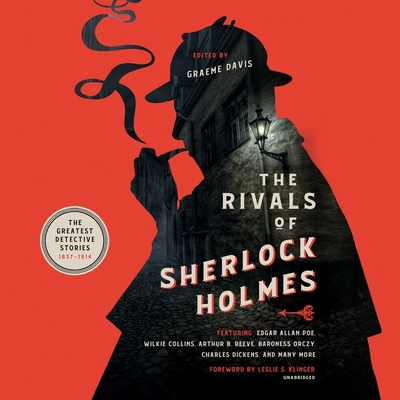 EDITED BY
GRAEME DAVIS
THE
RIVALS
OF
SHERLOCK
HOLMES
THE
GREATEST
DETECTIVE
STORIES
1837-1914
FEATURING EDGAR ALLAN POE,
WILKIE COLLINS, ARTHUR B. REEVE, BARONESS ORCZY,
CHARLES DICKENS, AND MANY MORE
FOREWORD BY LESLIE S. KLINGER
UNABRIDGED